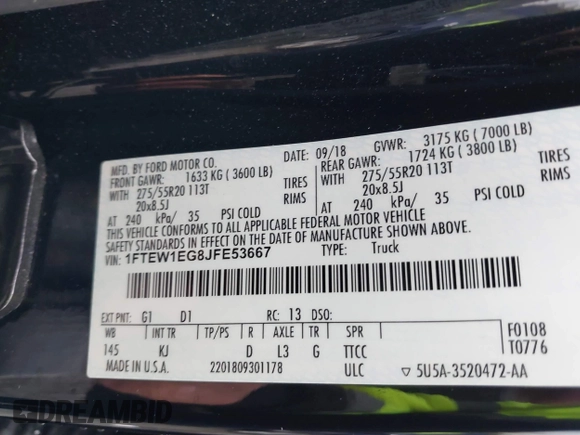 MFD. BY FORD MOTOR CO.
DATE: 09/18 GVWR: 3175 KG ( 7000 LB)
FRONT GAWR: 1633 KG ( 3600 LB)
REAR GAWR: 1724 KG ( 3800 LB)
WITH 275/55R20 113T TIRES
WITH 275/55R20 113T TIRES
20x8.5J RIMS
20x8.5J RIMS
AT 240 kPa/ 35 PSI COLD
AT 240 kPa/ 35 PSI COLD
THIS VEHICLE CONFORMS TO ALL APPLICABLE FEDERAL MOTOR VEHICLE
SAFETY AND THEFT PREVENTION STANDARDS IN EFFECT ON THE DATE OF MANUFACTURE SHOWN ABOVE.
VIN: 1FTEW1EG8JFE53667 TYPE: Truck
EXT PNT: G1 D1 RC: 13 DSO:
WB INT TR TP/PS R AXLE TR SPR F0108
145 KJ D L3 G TTCC T0776
MADE IN U.S.A. 2201809301178 ULC ▽ 5U5A-3520472-AA
DREAMBID